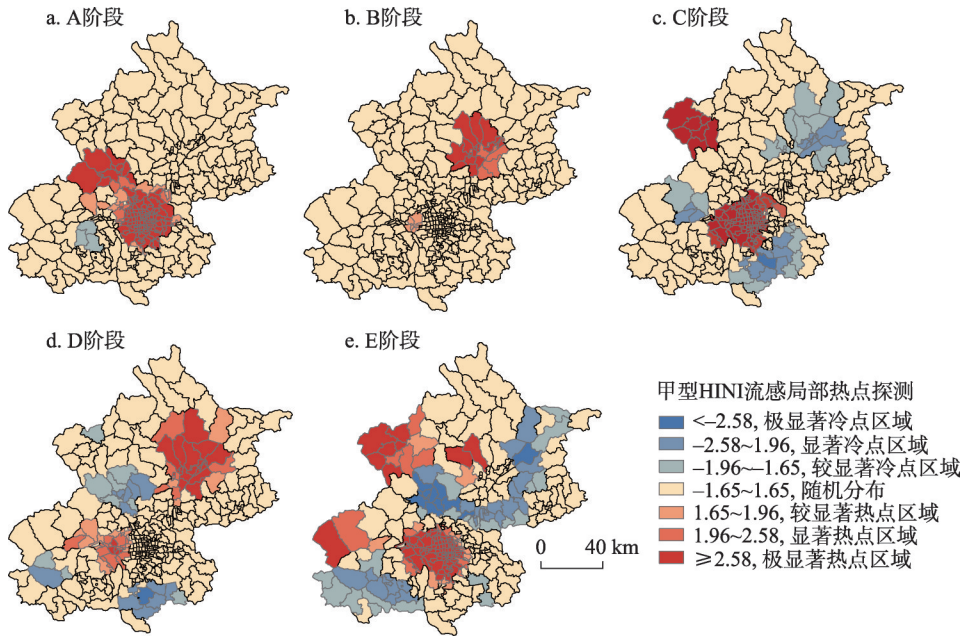 a. A阶段
b. B阶段
c. C阶段
d. D阶段
e. E阶段
甲型HINI流感局部热点探测
<–2.58, 极显著冷点区域
–2.58~1.96, 显著冷点区域
–1.96~–1.65, 较显著冷点区域
–1.65~1.65, 随机分布
1.65~1.96, 较显著热点区域
1.96~2.58, 显著热点区域
≥2.58, 极显著热点区域
0 40 km